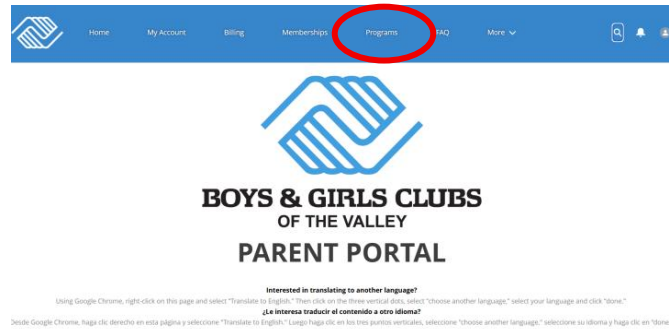 Home My Account Billing Memberships Programs FAQ More
BOYS & GIRLS CLUBS
OF THE VALLEY
PARENT PORTAL
Interested in translating to another language?
Using Google Chrome, right-click on this page and select "Translate to English." Then click on the three vertical dots, select "choose another language," select your language and click "done."
¿Le interesa traducir el contenido a otro idioma?
Desde Google Chrome, haga clic derecho en esta página y seleccione "Translate to English." Luego haga clic en los tres puntos verticales, seleccione "choose another language," seleccione su idioma y haga clic en "done